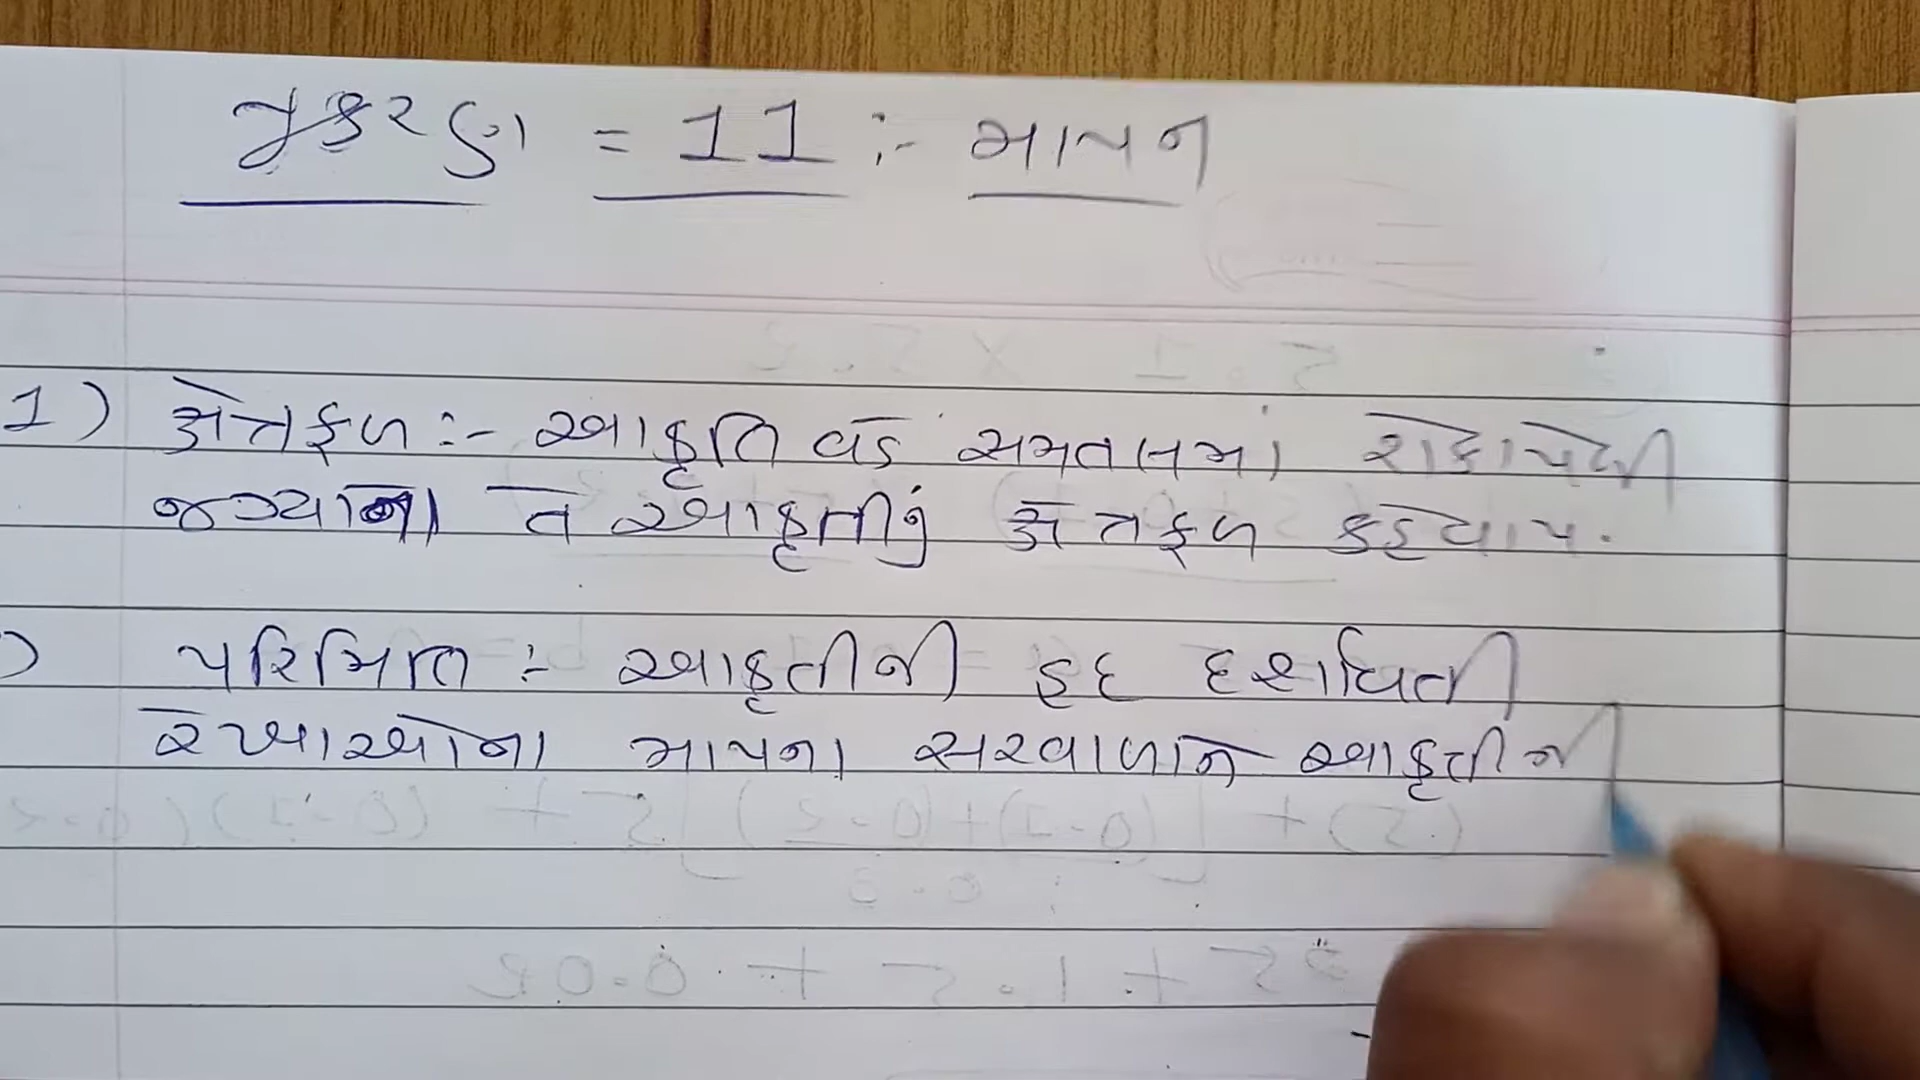 પ્રકરણ = 11 :- માપન
1) ક્ષેત્રફળ :- આકૃતિ વડે સમતલમાં રોકાયેલી
જગ્યાના તે આકૃતીનું ક્ષેત્રફળ કહેવાય.
) પરિમિતિ :- આકૃતીની હદ દર્શાવતી
રેખાઓના માપના સરવાળાને આકૃતીની